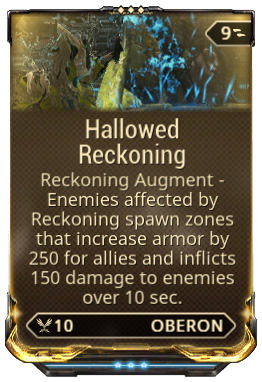 9
Hallowed
Reckoning
Reckoning Augment -
Enemies affected by
Reckoning spawn zones
that increase armor by
250 for allies and inflicts
150 damage to enemies
over 10 sec.
10 OBERON